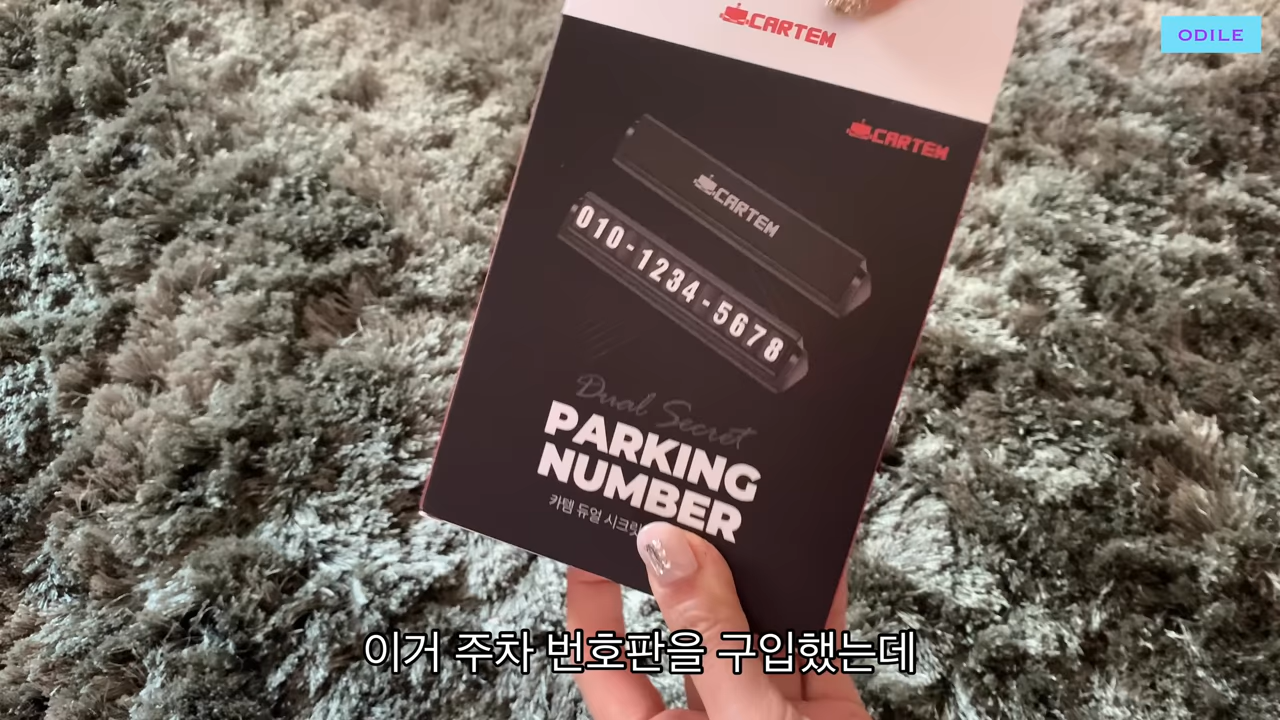 CARTEM
ODILE
CARTEM
CARTEM
010-1234-5678
Dual Secret
PARKING
NUMBER
카템 듀얼 시크릿
이거 주차 번호판을 구입했는데